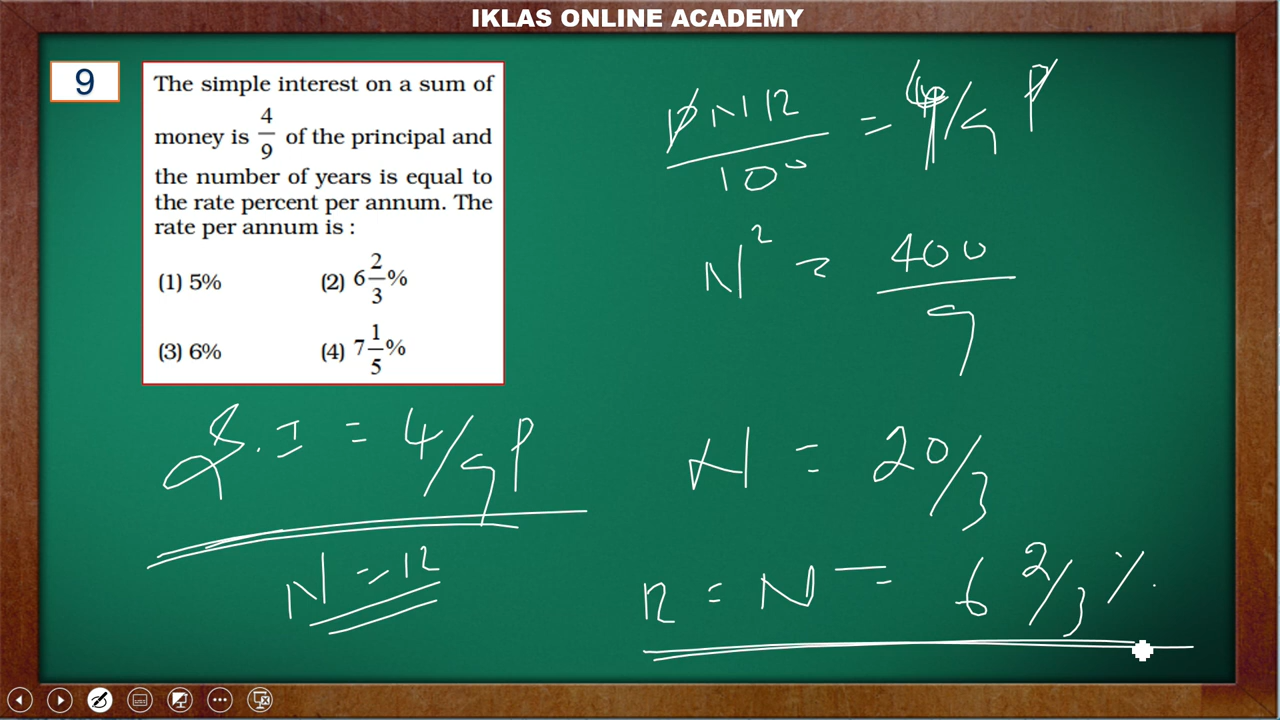 IKLAS ONLINE ACADEMY
9
The simple interest on a sum of
money is 4/9 of the principal and
the number of years is equal to
the rate percent per annum. The
rate per annum is :
(1) 5% (2) 6 2/3%
(3) 6% (4) 7 1/5%
S.I = 4/9 P
N = R
PNR/100 = 4/9 P
N² = 400/9
N = 20/3
R = N = 6 2/3 %